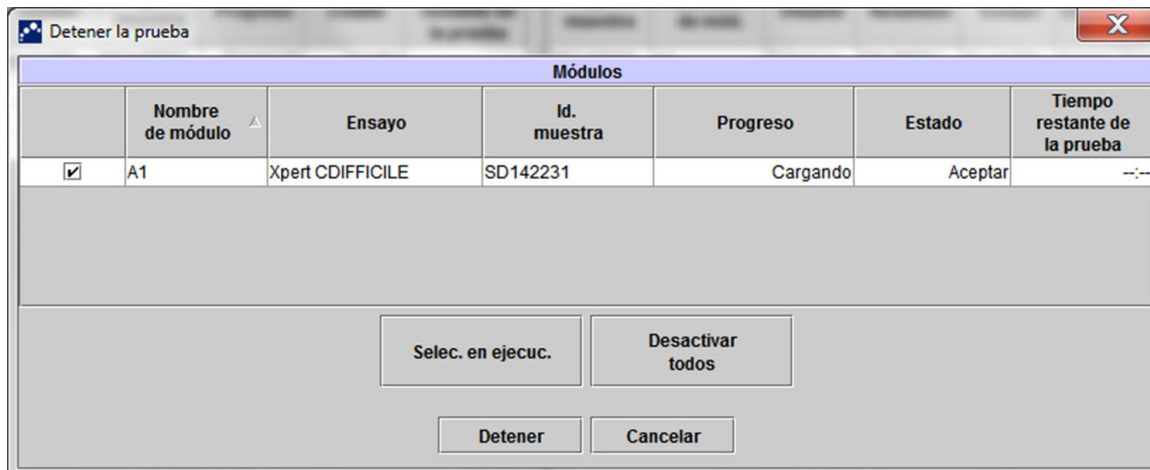 Detener la prueba
Módulos
Nombre
de módulo
Ensayo
Id.
muestra
Progreso
Estado
Tiempo
restante de
la prueba
A1 Xpert CDIFFICILE SD142231 Cargando Aceptar --:--
Selec. en ejecuc.
Desactivar
todos
Detener Cancelar